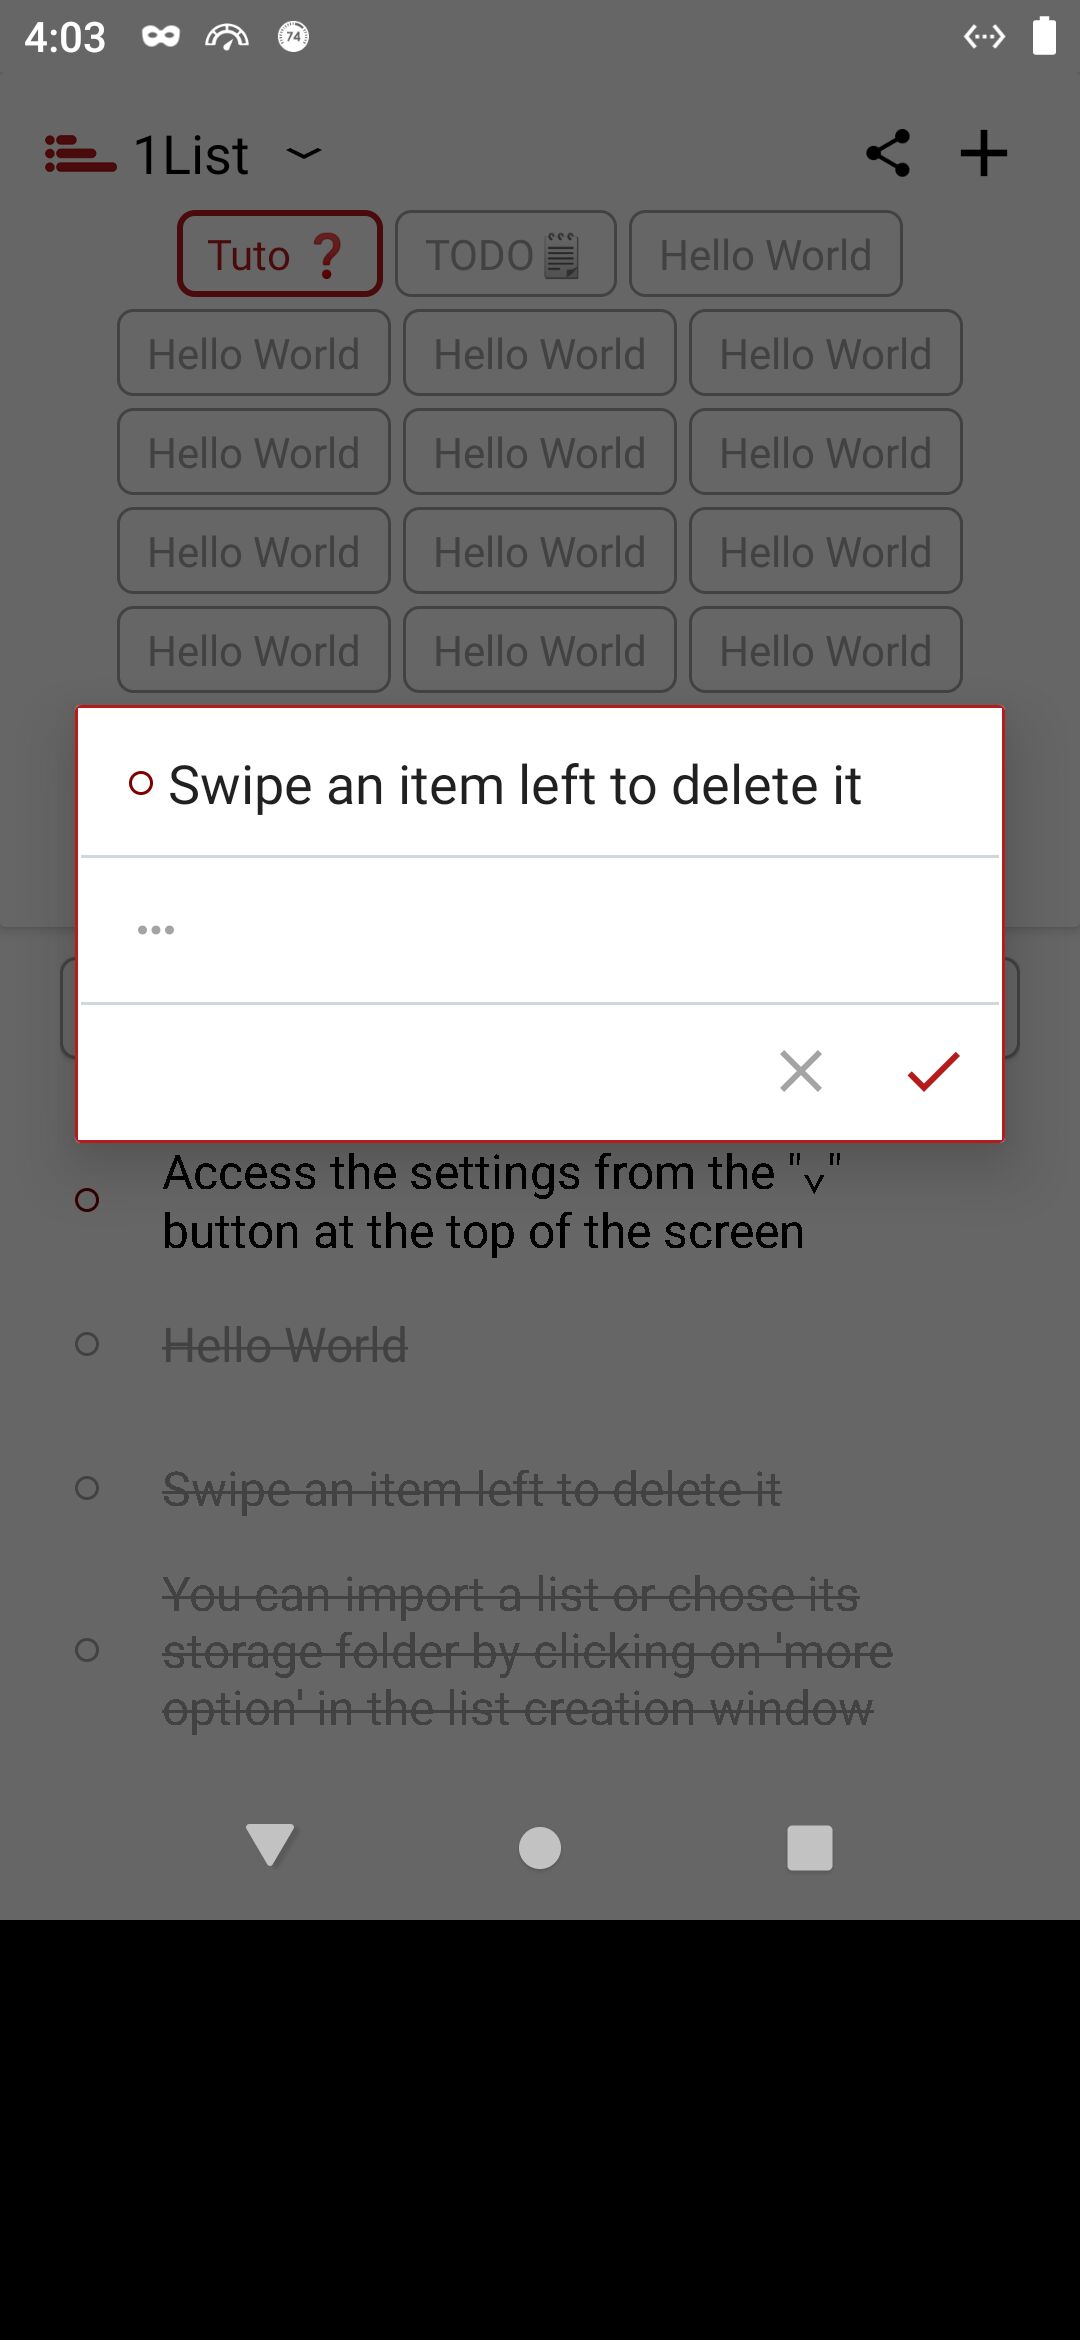 4:03
74
1List
Tuto ❓ TODO🗒 Hello World
Hello World Hello World Hello World
Hello World Hello World Hello World
Hello World Hello World Hello World
Hello World Hello World Hello World
Swipe an item left to delete it
...
Access the settings from the "⌄"
button at the top of the screen
Hello World
Swipe an item left to delete it
You can import a list or chose its
storage folder by clicking on 'more
option' in the list creation window